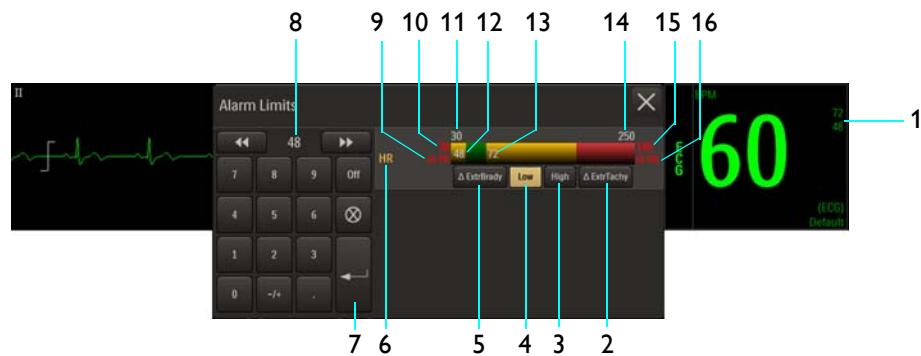 8 9 10 11 12 13 14 15 16
II
Alarm Limits
BPM
72
48
1
30
250
48
48
72
HR
ECG
60
7 8 9 Off
Δ ExtrBrady Low High Δ ExtrTachy
4 5 6
(ECG)
Default
1 2 3
0 -/+ .
7 6 5 4 3 2